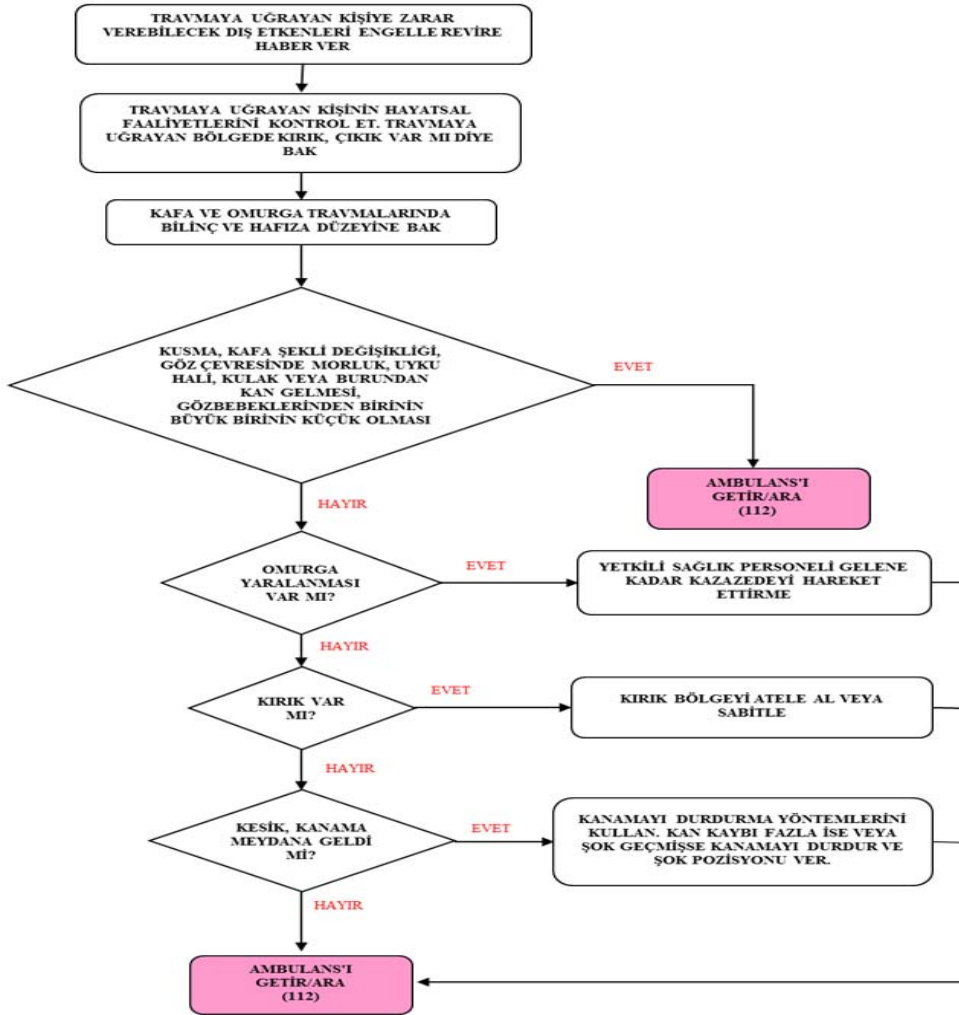 TRAVMAYA UĞRAYAN KİŞİYE ZARAR
VEREBİLECEK DIŞ ETKENLERİ ENGELLE REVİRE
HABER VER
TRAVMAYA UĞRAYAN KİŞİNİN HAYATSAL
FAALİYETLERİNİ KONTROL ET. TRAVMAYA
UĞRAYAN BÖLGEDE KIRIK, ÇIKIK VAR MI DİYE
BAK
KAFA VE OMURGA TRAVMALARINDA
BİLİNÇ VE HAFIZA DÜZEYİNE BAK
KUSMA, KAFA ŞEKLİ DEĞİŞİKLİĞİ,
GÖZ ÇEVRESİNDE MORLUK, UYKU
HALİ, KULAK VEYA BURUNDAN
KAN GELMESİ,
GÖZBEBEKLERİNDEN BİRİNİN
BÜYÜK BİRİNİN KÜÇÜK OLMASI
EVET
AMBULANS'I
GETİR/ARA
(112)
HAYIR
OMURGA
YARALANMASI
VAR MI?
EVET
YETKİLİ SAĞLIK PERSONELİ GELENE
KADAR KAZAZEDEYİ HAREKET
ETTİRME
HAYIR
KIRIK VAR
MI?
EVET
KIRIK BÖLGEYİ ATELE AL VEYA
SABİTLE
HAYIR
KESİK, KANAMA
MEYDANA GELDİ
Mİ?
EVET
KANAMAYI DURDURMA YÖNTEMLERİNİ
KULLAN. KAN KAYBI FAZLA İSE VEYA
ŞOK GEÇMİŞSE KANAMAYI DURDUR VE
ŞOK POZİSYONU VER.
HAYIR
AMBULANS'I
GETİR/ARA
(112)